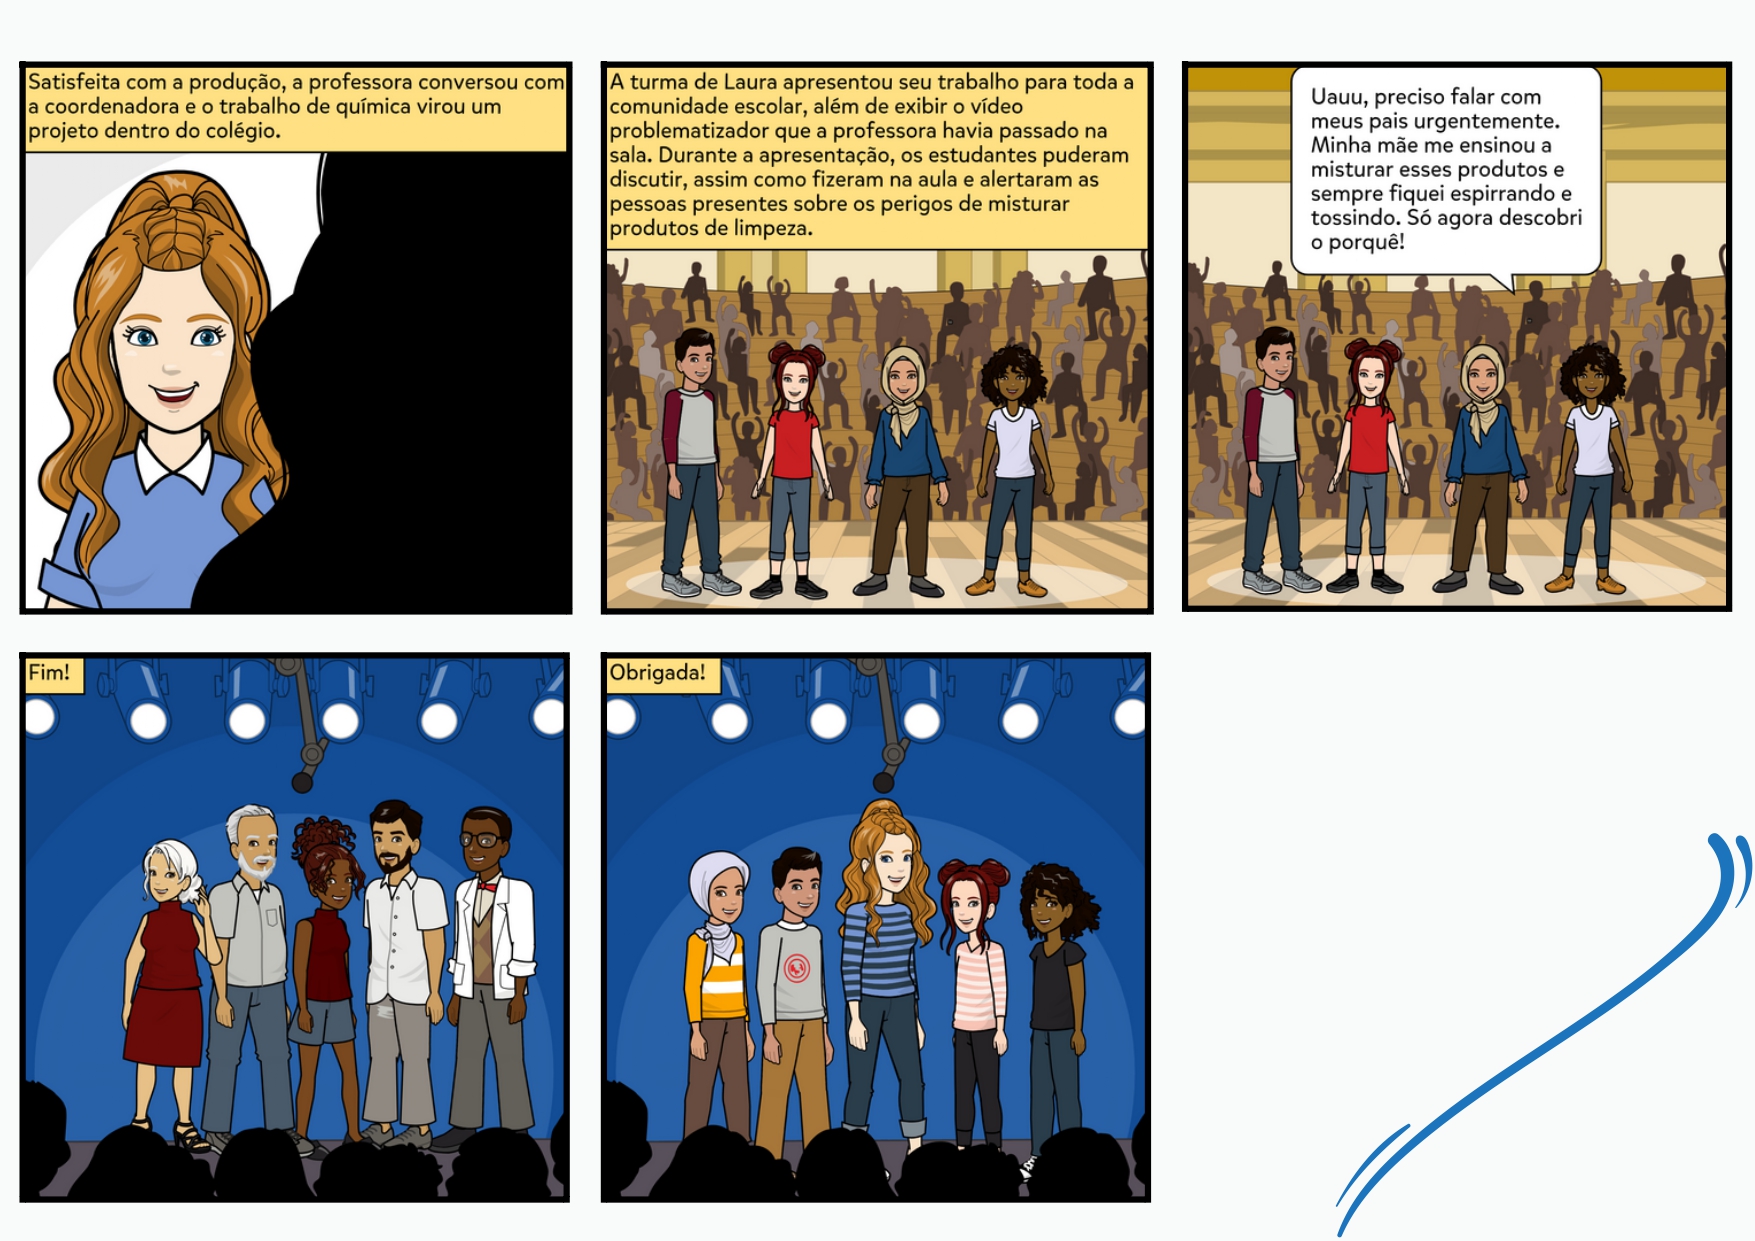 Satisfeita com a produção, a professora conversou com
a coordenadora e o trabalho de química virou um
projeto dentro do colégio.
A turma de Laura apresentou seu trabalho para toda a
comunidade escolar, além de exibir o vídeo
problematizador que a professora havia passado na
sala. Durante a apresentação, os estudantes puderam
discutir, assim como fizeram na aula e alertaram as
pessoas presentes sobre os perigos de misturar
produtos de limpeza.
Uauu, preciso falar com
meus pais urgentemente.
Minha mãe me ensinou a
misturar esses produtos e
sempre fiquei espirrando e
tossindo. Só agora descobri
o porquê!
Fim!
Obrigada!